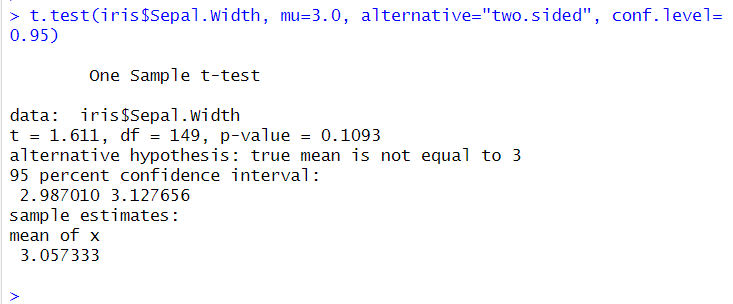 > t.test(iris$Sepal.Width, mu=3.0, alternative="two.sided", conf.level=
0.95)
One Sample t-test
data:  iris$Sepal.Width
t = 1.611, df = 149, p-value = 0.1093
alternative hypothesis: true mean is not equal to 3
95 percent confidence interval:
 2.987010 3.127656
sample estimates:
mean of x
 3.057333
>